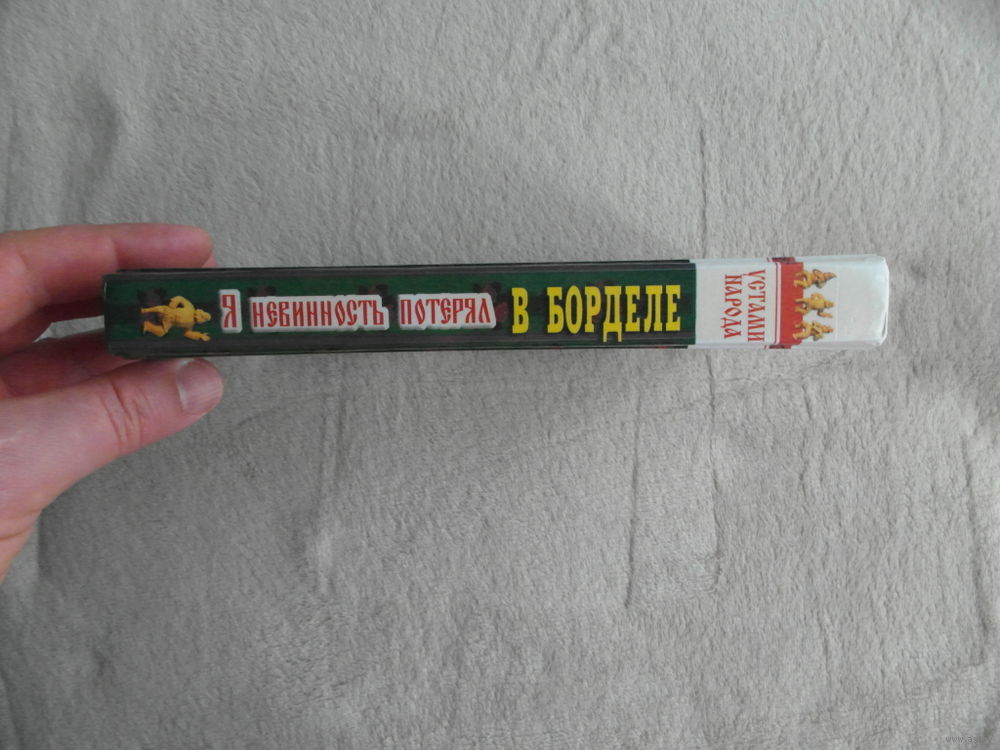 Я НЕВИННОСТЬ ПОТЕРЯЛ В БОРДЕЛЕ
УСТАМИ
НАРОДА